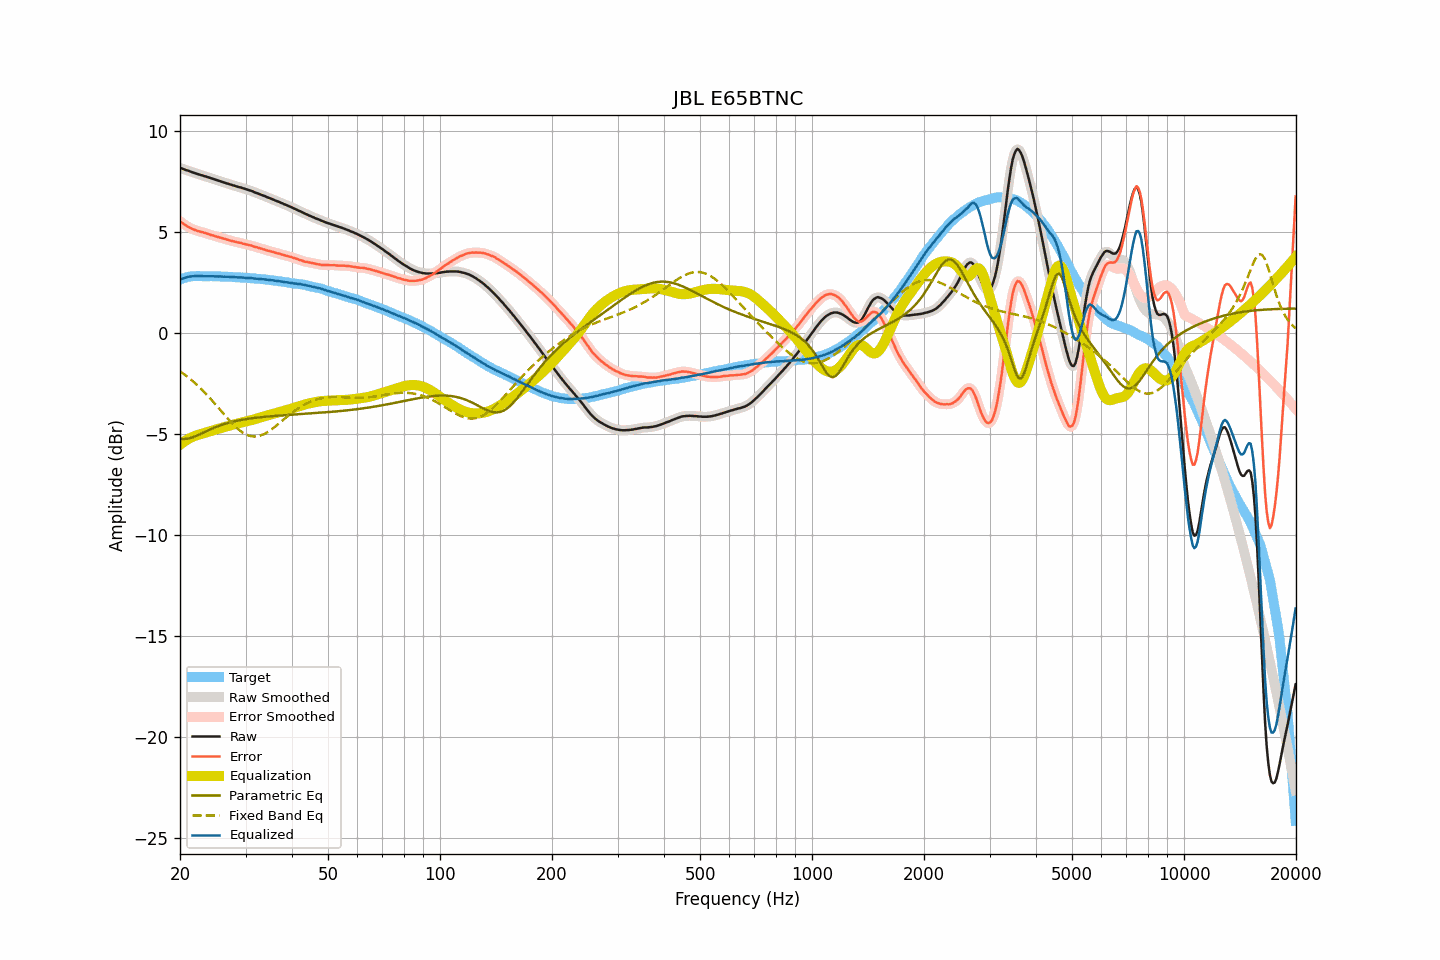 JBL E65BTNC
10
5
0
−5
−10
−15
−20
−25
Amplitude (dBr)
Target
Raw Smoothed
Error Smoothed
Raw
Error
Equalization
Parametric Eq
Fixed Band Eq
Equalized
20 50 100 200 500 1000 2000 5000 10000 20000
Frequency (Hz)